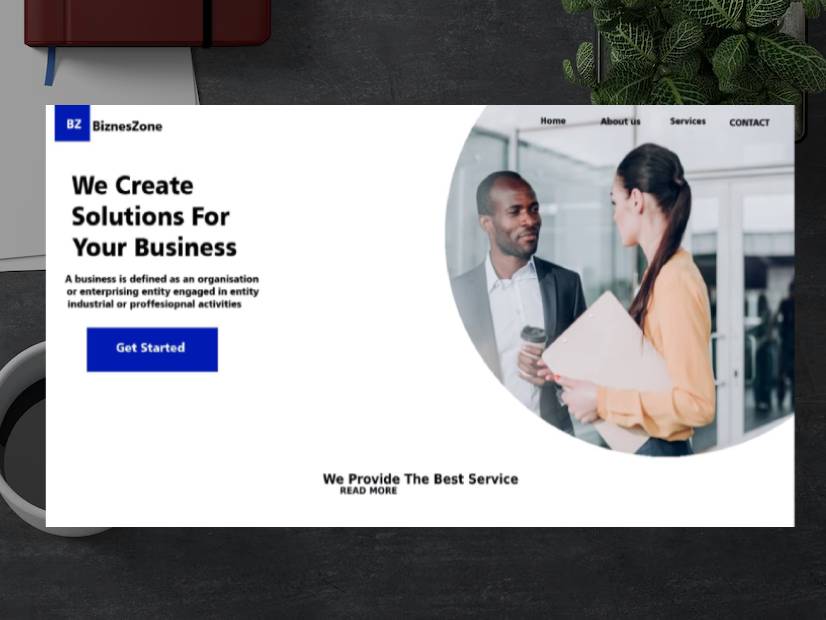 BZ BiznesZone
Home About us Services CONTACT
We Create
Solutions For
Your Business
A business is defined as an organisation
or enterprising entity engaged in entity
industrial or proffesiopnal activities
Get Started
We Provide The Best Service
READ MORE